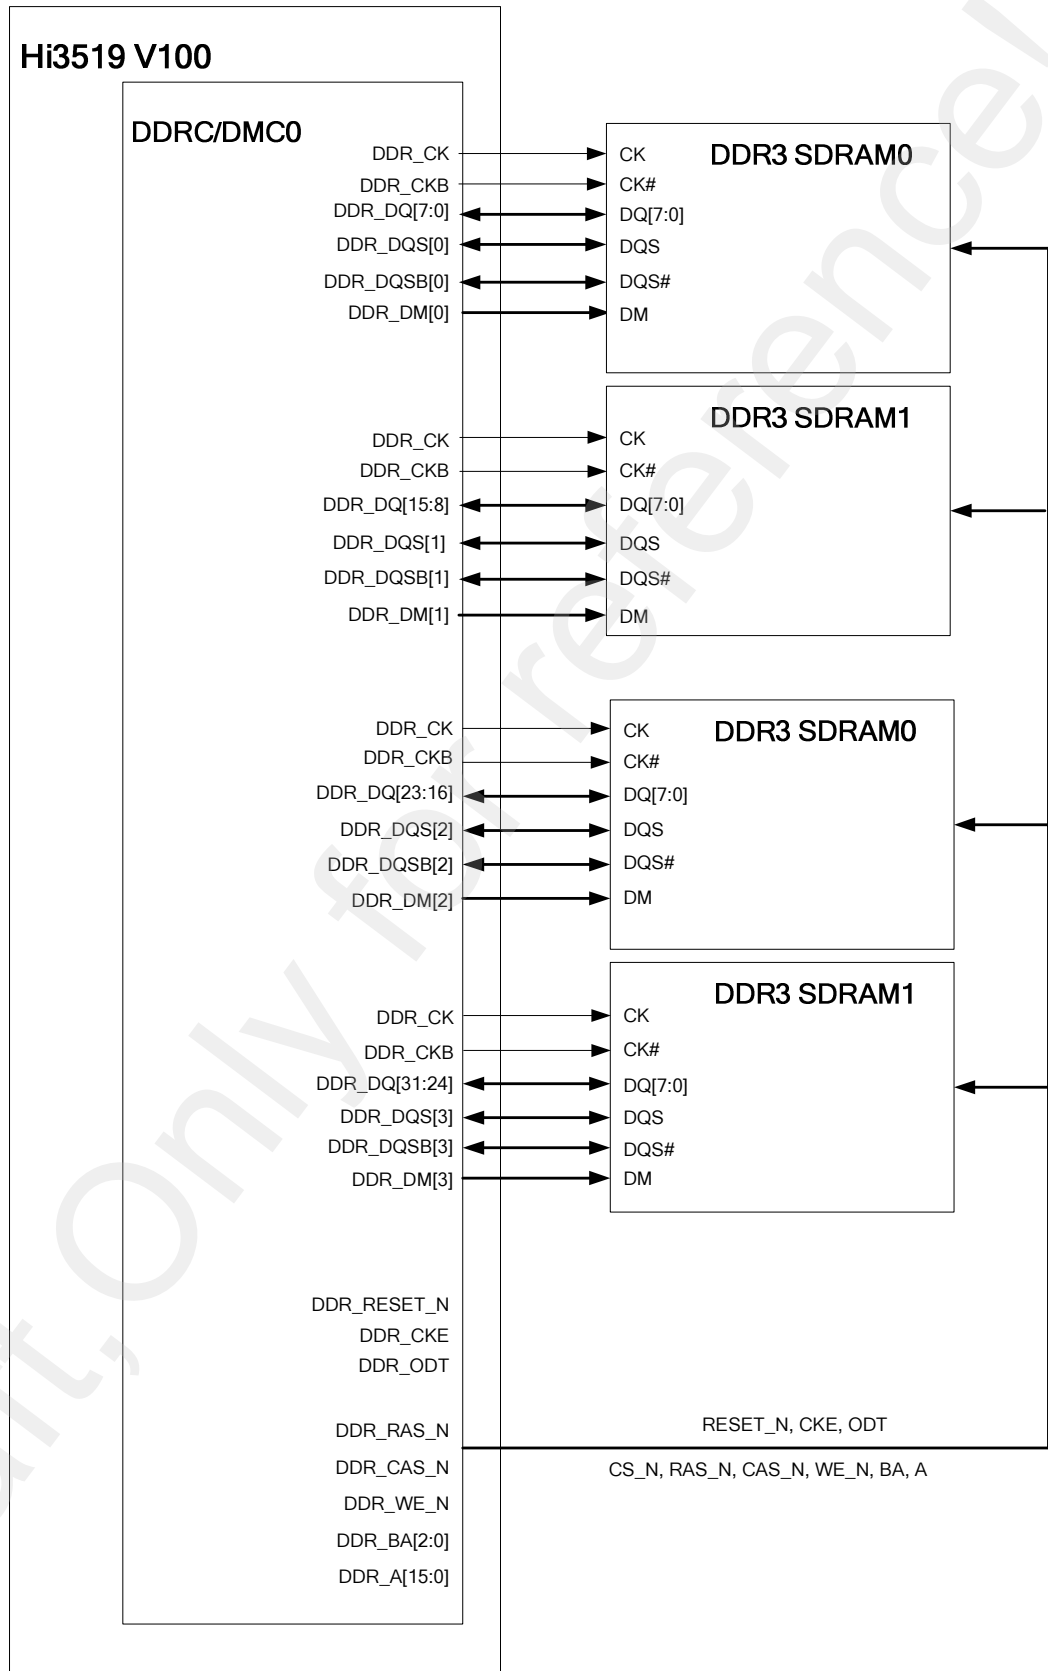 Hi3519 V100
DDRC/DMC0
DDR_CK CK DDR3 SDRAM0
DDR_CKB CK#
DDR_DQ[7:0] DQ[7:0]
DDR_DQS[0] DQS
DDR_DQSB[0] DQS#
DDR_DM[0] DM
DDR3 SDRAM1
DDR_CK CK
DDR_CKB CK#
DDR_DQ[15:8] DQ[7:0]
DDR_DQS[1] DQS
DDR_DQSB[1] DQS#
DDR_DM[1] DM
DDR_CK CK DDR3 SDRAM0
DDR_CKB CK#
DDR_DQ[23:16] DQ[7:0]
DDR_DQS[2] DQS
DDR_DQSB[2] DQS#
DDR_DM[2] DM
DDR3 SDRAM1
DDR_CK CK
DDR_CKB CK#
DDR_DQ[31:24] DQ[7:0]
DDR_DQS[3] DQS
DDR_DQSB[3] DQS#
DDR_DM[3] DM
DDR_RESET_N
DDR_CKE
DDR_ODT
DDR_RAS_N RESET_N, CKE, ODT
DDR_CAS_N CS_N, RAS_N, CAS_N, WE_N, BA, A
DDR_WE_N
DDR_BA[2:0]
DDR_A[15:0]
Only for reference!